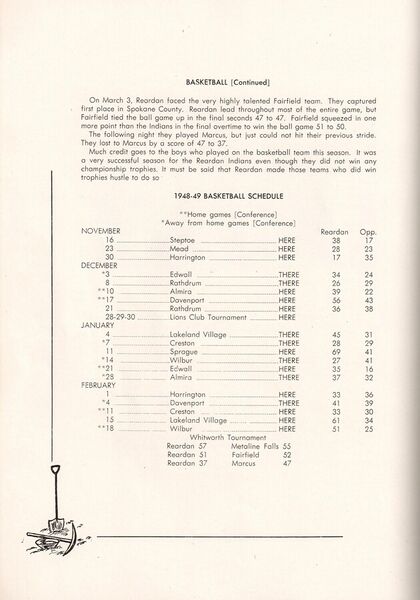 BASKETBALL [Continued]
On March 3, Reardan faced the very highly talented Fairfield team. They captured
first place in Spokane County. Reardan lead throughout most of the entire game, but
Fairfield tied the ball game up in the final seconds 47 to 47. Fairfield squeezed in one
more point than the Indians in the final overtime to win the ball game 51 to 50.
The following night they played Marcus, but just could not hit their previous stride.
They lost to Marcus by a score of 47 to 37.
Much credit goes to the boys who played on the basketball team this season. It was
a very successful season for the Reardan Indians even though they did not win any
championship trophies. It must be said that Reardan made those teams who did win
trophies hustle to do so
1948-49 BASKETBALL SCHEDULE
**Home games (Conference)
*Away from home games [Conference]
NOVEMBER Reardan Opp.
16 Steptoe HERE 38 17
23 Mead HERE 28 23
30 Harrington HERE 17 35
DECEMBER
*3 Edwall THERE 34 24
8 Rathdrum THERE 26 29
**10 Almira HERE 39 22
**17 Davenport HERE 56 43
21 Rathdrum HERE 36 38
28-29-30 Lions Club Tournament HERE
JANUARY
4 Lakeland Village THERE 45 31
*7 Creston THERE 28 29
11 Sprague HERE 69 41
*14 Wilbur THERE 27 41
**21 Edwall HERE 35 16
*28 Almira THERE 37 32
FEBRUARY
1 Harrington HERE 33 36
*4 Davenport THERE 41 39
**11 Creston HERE 33 30
15 Lakeland Village HERE 61 34
**18 Wilbur HERE 51 25
Whitworth Tournament
Reardan 57 Metaline Falls 55
Reardan 51 Fairfield 52
Reardan 37 Marcus 47